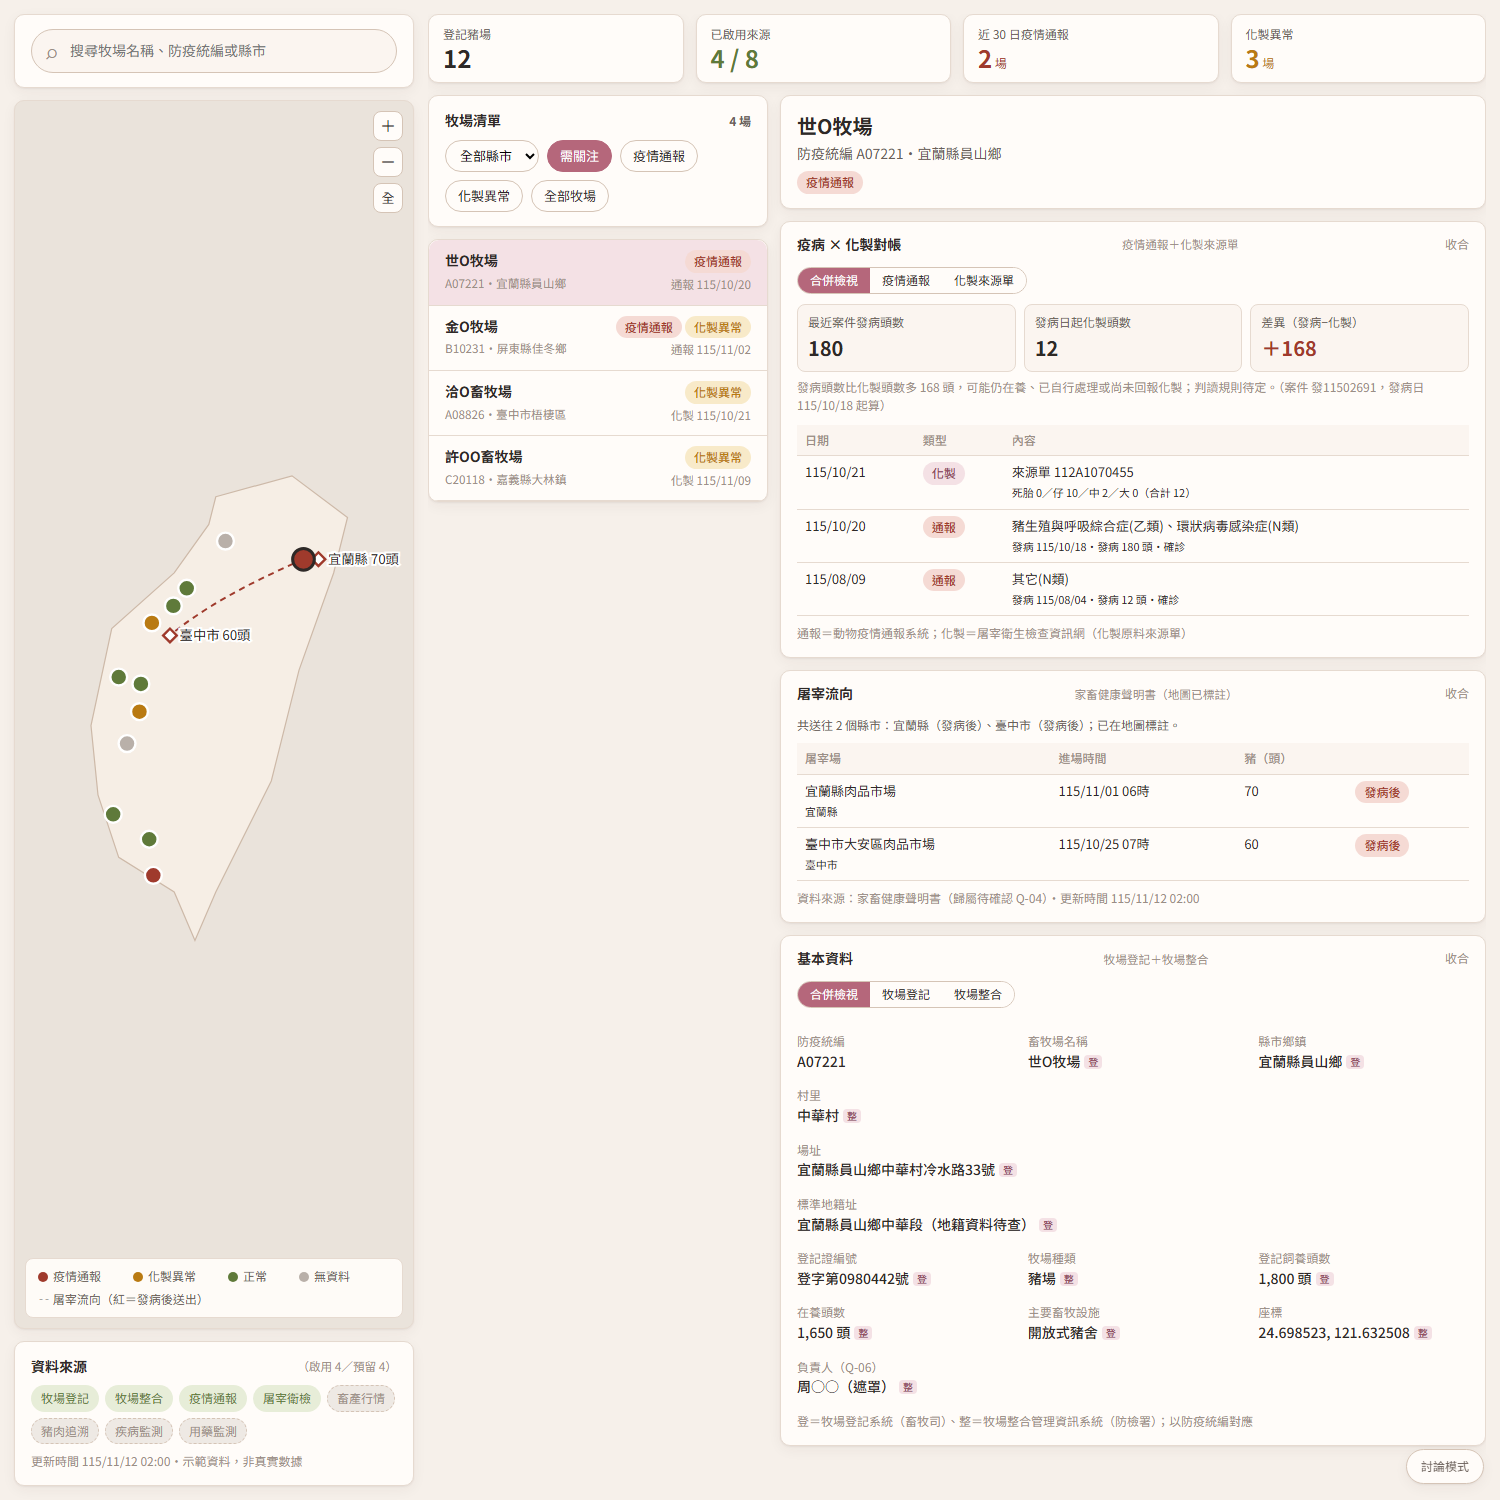 搜尋牧場名稱、防疫統編或縣市
登記豬場
12
已啟用來源
4 / 8
近 30 日疫情通報
2 場
化製異常
3 場
＋
－
全
宜蘭縣 70頭
臺中市 60頭
疫情通報
化製異常
正常
無資料
-- 屠宰流向（紅＝發病後送出）
資料來源
（啟用 4／預留 4）
牧場登記
牧場整合
疫情通報
屠宰衛檢
畜產行情
豬肉追溯
疾病監測
用藥監測
更新時間 115/11/12 02:00・示範資料，非真實數據
牧場清單
4 場
全部縣市
需關注
疫情通報
化製異常
全部牧場
世O牧場
疫情通報
A07221・宜蘭縣員山鄉
通報 115/10/20
金O牧場
疫情通報
化製異常
B10231・屏東縣佳冬鄉
通報 115/11/02
洽O畜牧場
化製異常
A08826・臺中市梧棲區
化製 115/10/21
許OO畜牧場
化製異常
C20118・嘉義縣大林鎮
化製 115/11/09
世O牧場
防疫統編 A07221・宜蘭縣員山鄉
疫情通報
疫病 × 化製對帳
疫情通報＋化製來源單
收合
合併檢視
疫情通報
化製來源單
最近案件發病頭數
180
發病日起化製頭數
12
差異（發病−化製）
＋168
發病頭數比化製頭數多 168 頭，可能仍在養、已自行處理或尚未回報化製；判讀規則待定。（案件 發11502691，發病日
115/10/18 起算）
日期
類型
內容
115/10/21
化製
來源單 112A1070455
死胎 0／仔 10／中 2／大 0（合計 12）
115/10/20
通報
豬生殖與呼吸綜合症(乙類)、環狀病毒感染症(N類)
發病 115/10/18・發病 180 頭・確診
115/08/09
通報
其它(N類)
發病 115/08/04・發病 12 頭・確診
通報＝動物疫情通報系統；化製＝屠宰衛生檢查資訊網（化製原料來源單）
屠宰流向
家畜健康聲明書（地圖已標註）
收合
共送往 2 個縣市：宜蘭縣（發病後）、臺中市（發病後）；已在地圖標註。
屠宰場
進場時間
豬（頭）
宜蘭縣肉品市場
115/11/01 06時
70
發病後
宜蘭縣
臺中市大安區肉品市場
115/10/25 07時
60
發病後
臺中市
資料來源：家畜健康聲明書（歸屬待確認 Q-04）・更新時間 115/11/12 02:00
基本資料
牧場登記＋牧場整合
收合
合併檢視
牧場登記
牧場整合
防疫統編
畜牧場名稱
縣市鄉鎮
A07221
世O牧場 登
宜蘭縣員山鄉 登
村里
中華村 整
場址
宜蘭縣員山鄉中華村冷水路33號 登
標準地籍址
宜蘭縣員山鄉中華段（地籍資料待查） 登
登記證編號
牧場種類
登記飼養頭數
登字第0980442號 登
豬場 整
1,800 頭 登
在養頭數
主要畜牧設施
座標
1,650 頭 整
開放式豬舍 登
24.698523, 121.632508 整
負責人（Q-06）
周〇〇（遮罩） 整
登＝牧場登記系統（畜牧司）、整＝牧場整合管理資訊系統（防檢署）；以防疫統編對應
討論模式